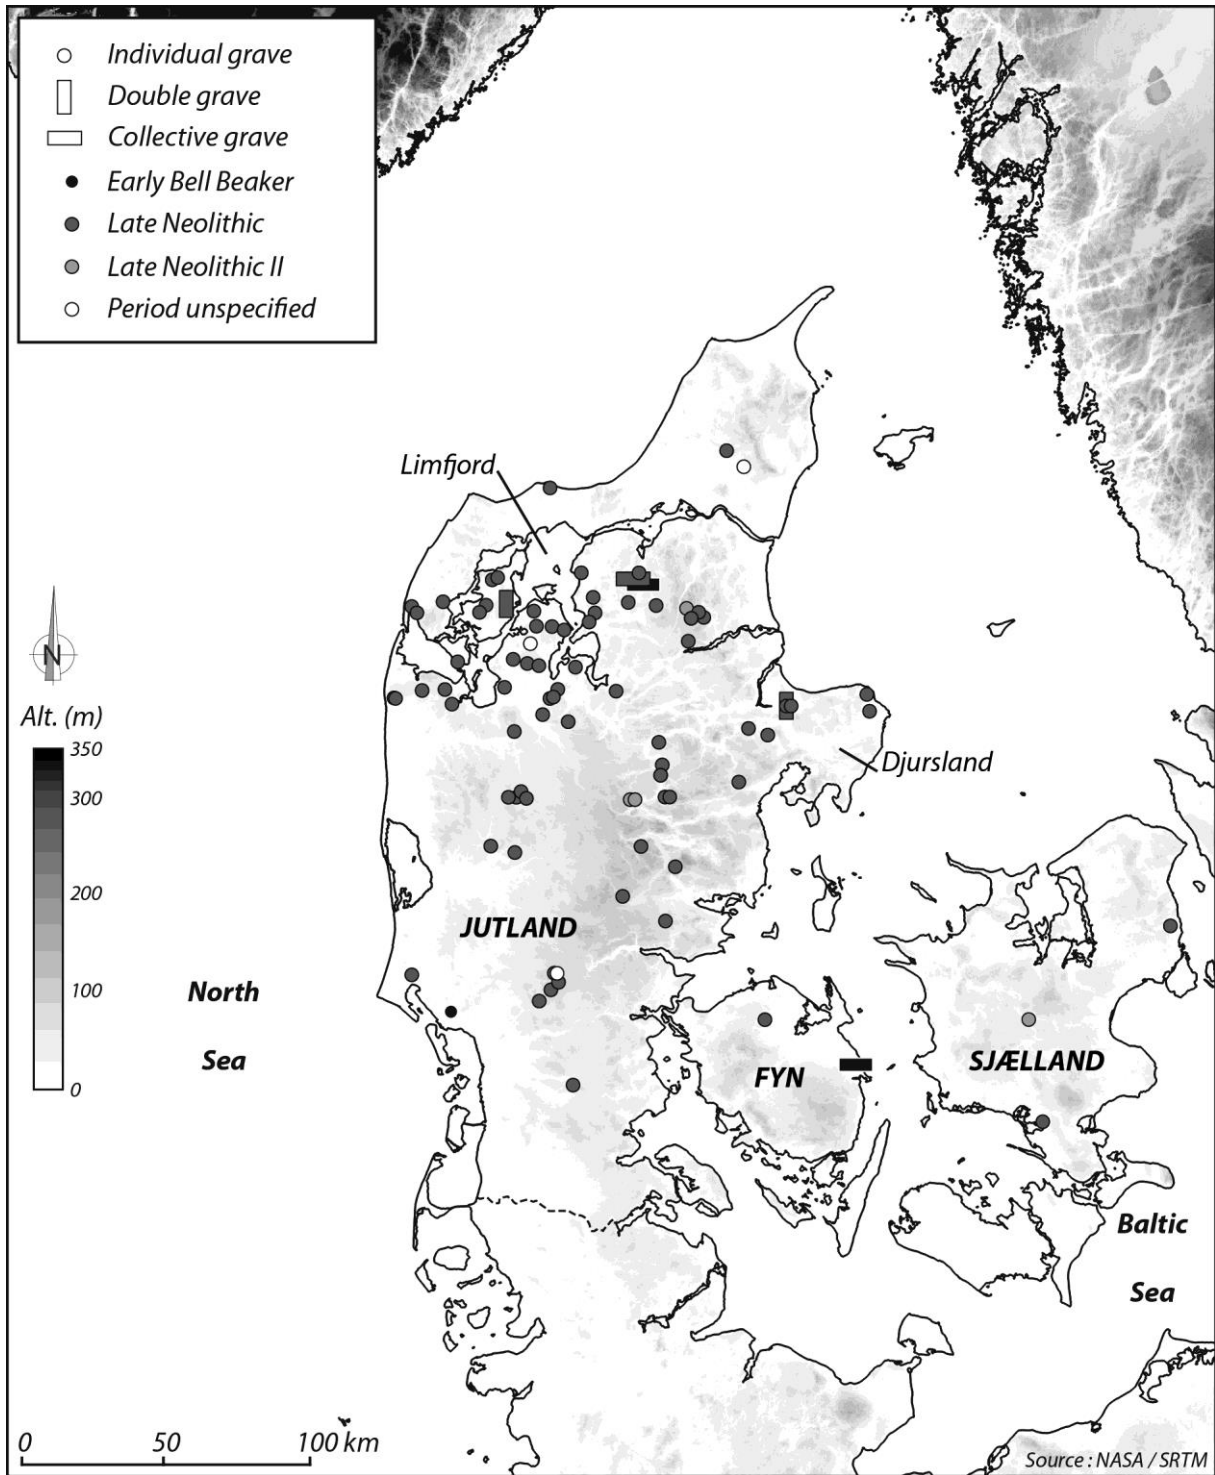 Individual grave
Double grave
Collective grave
Early Bell Beaker
Late Neolithic
Late Neolithic II
Period unspecified
Limfjord
N
Alt. (m)
350
300
200
100
0
Djursland
JUTLAND
North
Sea
FYN
SJÆLLAND
Baltic
Sea
0 50 100 km
Source : NASA / SRTM